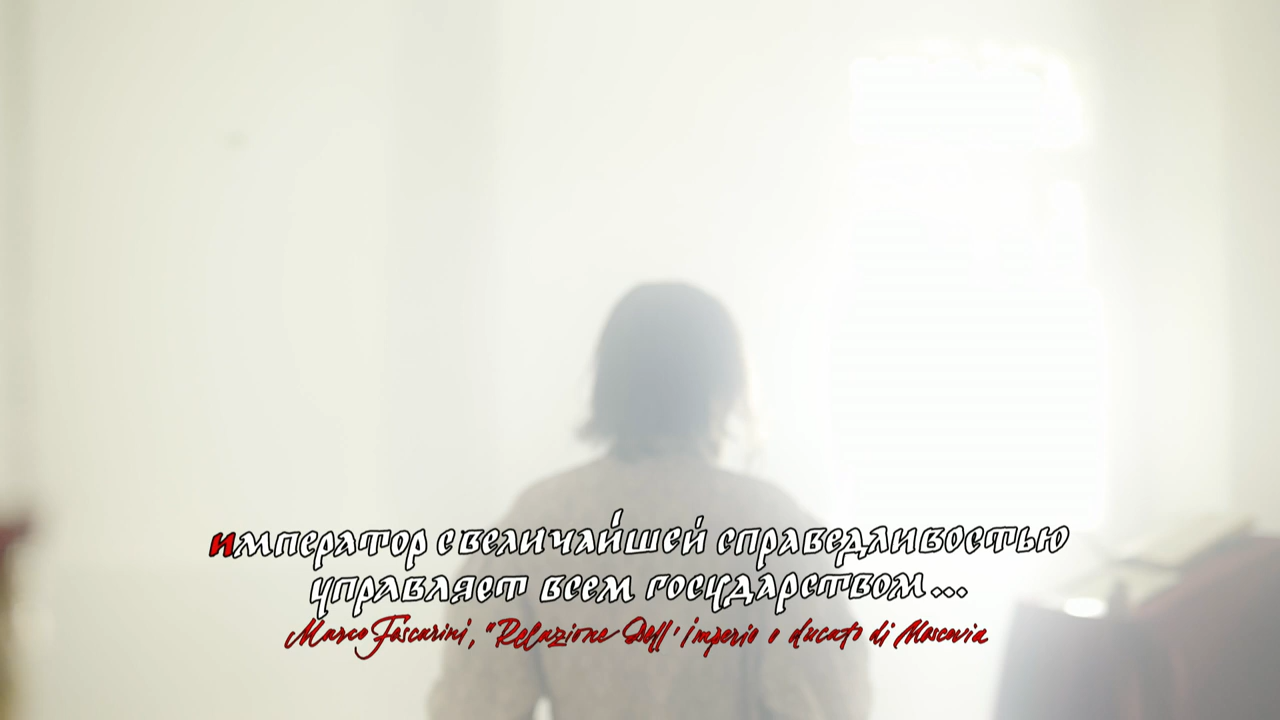 император с величайшей справедливостью
управляет всем государством...
Marco Foscarini, "Relazione Dell' imperio o ducato di Moscovia